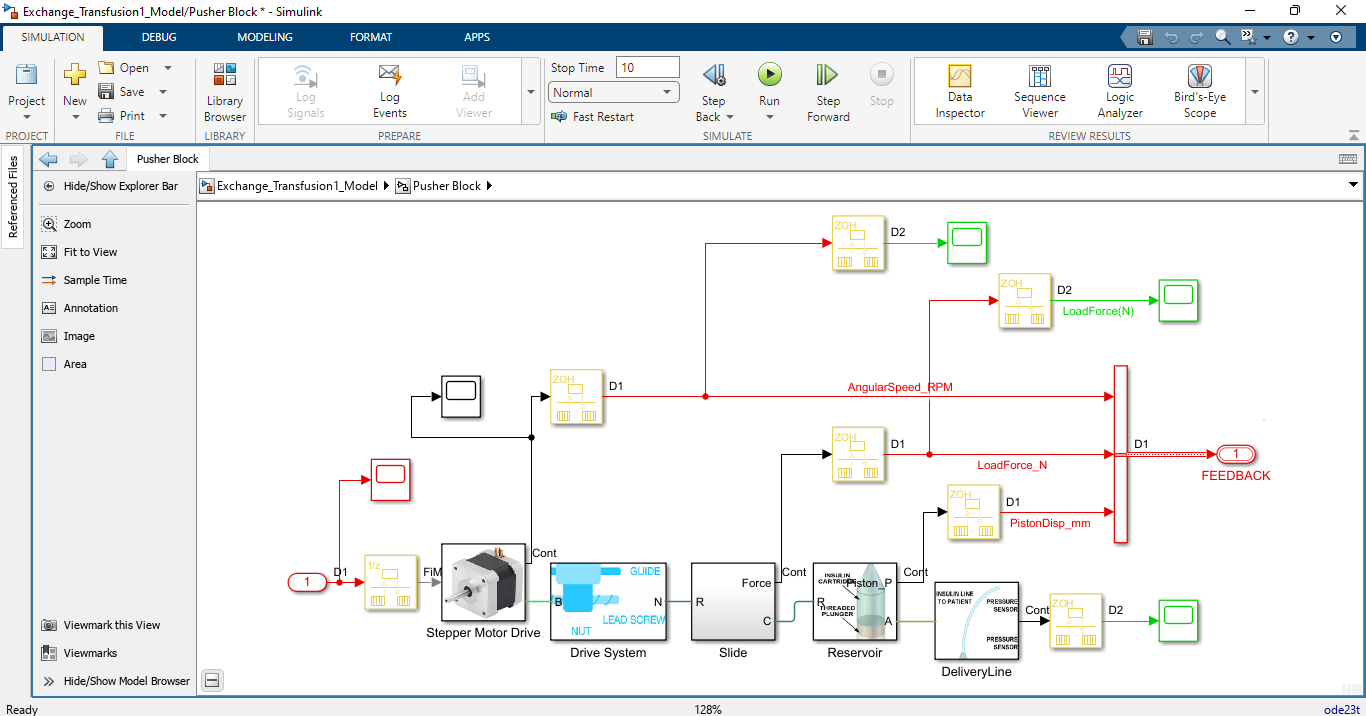 Exchange_Transfusion1_Model/Pusher Block * - Simulink
SIMULATION
DEBUG
MODELING
FORMAT
APPS
Project
New
Open
Save
Print
Library
Browser
Log
Signals
Log
Events
Add
Viewer
Stop Time
10
Normal
Fast Restart
Step
Back
Run
Step
Forward
Stop
Data
Inspector
Sequence
Viewer
Logic
Analyzer
Bird's-Eye
Scope
PROJECT
FILE
LIBRARY
PREPARE
SIMULATE
REVIEW RESULTS
Referenced Files
Pusher Block
Hide/Show Explorer Bar
Exchange_Transfusion1_Model
Pusher Block
Zoom
Fit to View
Sample Time
Annotation
Image
Area
Viewmark this View
Viewmarks
Hide/Show Model Browser
ZOH
D2
ZOH
D2
LoadForce(N)
ZOH
D1
AngularSpeed_RPM
ZOH
D1
LoadForce_N
D1
1
FEEDBACK
ZOH
D1
PistonDisp_mm
1
D1
1/z
FiM
Cont
Stepper Motor Drive
GUIDE
B
N
LEAD SCREW
NUT
Drive System
Force
Cont
R
C
Slide
INSULIN
CARTRIDGE
Piston_P
Cont
R
THREADED
PLUNGER
A
Reservoir
INSULIN LINE
TO PATIENT
PRESSURE
SENSOR
PRESSURE
SENSOR
Cont
DeliveryLine
ZOH
D2
Ready
128%
ode23t